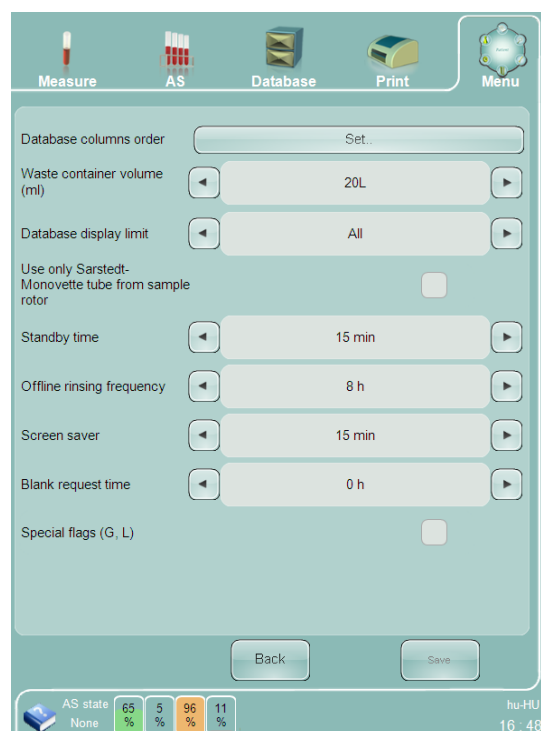 Measure
AS
Database
Print
Menu
Database columns order
Set..
Waste container volume
(ml)
20L
Database display limit
All
Use only Sarstedt-
Monovette tube from sample
rotor
Standby time
15 min
Offline rinsing frequency
8 h
Screen saver
15 min
Blank request time
0 h
Special flags (G, L)
Back
Save
AS state
None
65
%
5
%
96
%
11
%
hu-HU
16 : 48